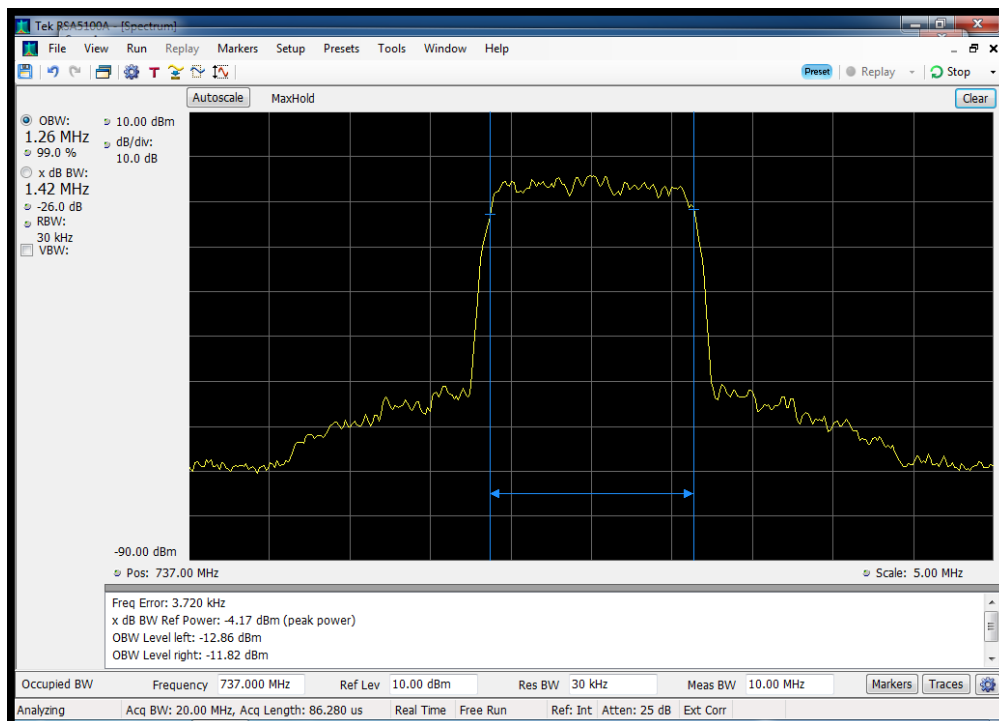 Tek RSA5100A - [Spectrum]
File View Run Replay Markers Setup Presets Tools Window Help
T Preset Replay Stop
Autoscale MaxHold Clear
OBW:
1.26 MHz
99.0 %
x dB BW:
1.42 MHz
-26.0 dB
RBW:
30 kHz
VBW:
10.00 dBm
dB/div:
10.0 dB
-90.00 dBm
Pos: 737.00 MHz Scale: 5.00 MHz
Freq Error: 3.720 kHz
x dB BW Ref Power: -4.17 dBm (peak power)
OBW Level left: -12.86 dBm
OBW Level right: -11.82 dBm
Occupied BW Frequency 737.000 MHz Ref Lev 10.00 dBm Res BW 30 kHz Meas BW 10.00 MHz Markers Traces
Analyzing Acq BW: 20.00 MHz, Acq Length: 86.280 us Real Time Free Run Ref: Int Atten: 25 dB Ext Corr